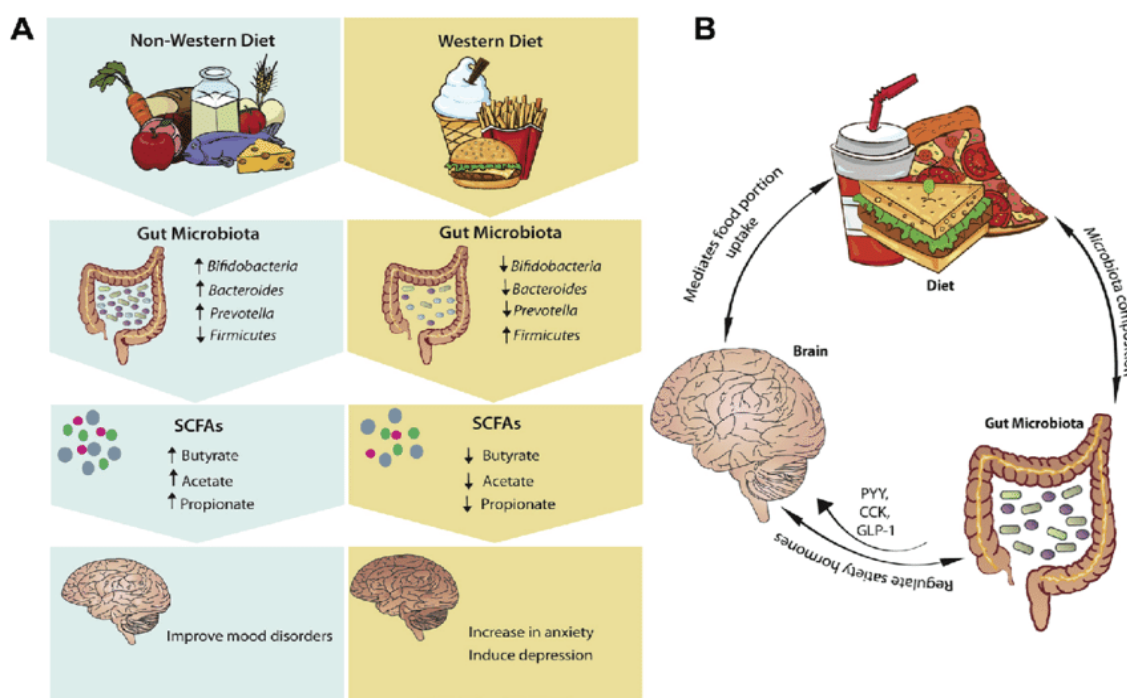 A
Non-Western Diet
Gut Microbiota
↑ Bifidobacteria
↑ Bacteroides
↑ Prevotella
↓ Firmicutes
SCFAs
↑ Butyrate
↑ Acetate
↑ Propionate
Improve mood disorders
Western Diet
Gut Microbiota
↓ Bifidobacteria
↓ Bacteroides
↓ Prevotella
↑ Firmicutes
SCFAs
↓ Butyrate
↓ Acetate
↓ Propionate
Increase in anxiety
Induce depression
B
Mediates food portion
uptake
Diet
Microbiota composition
Brain
Gut Microbiota
PYY,
CCK,
GLP-1
Regulate satiety hormones